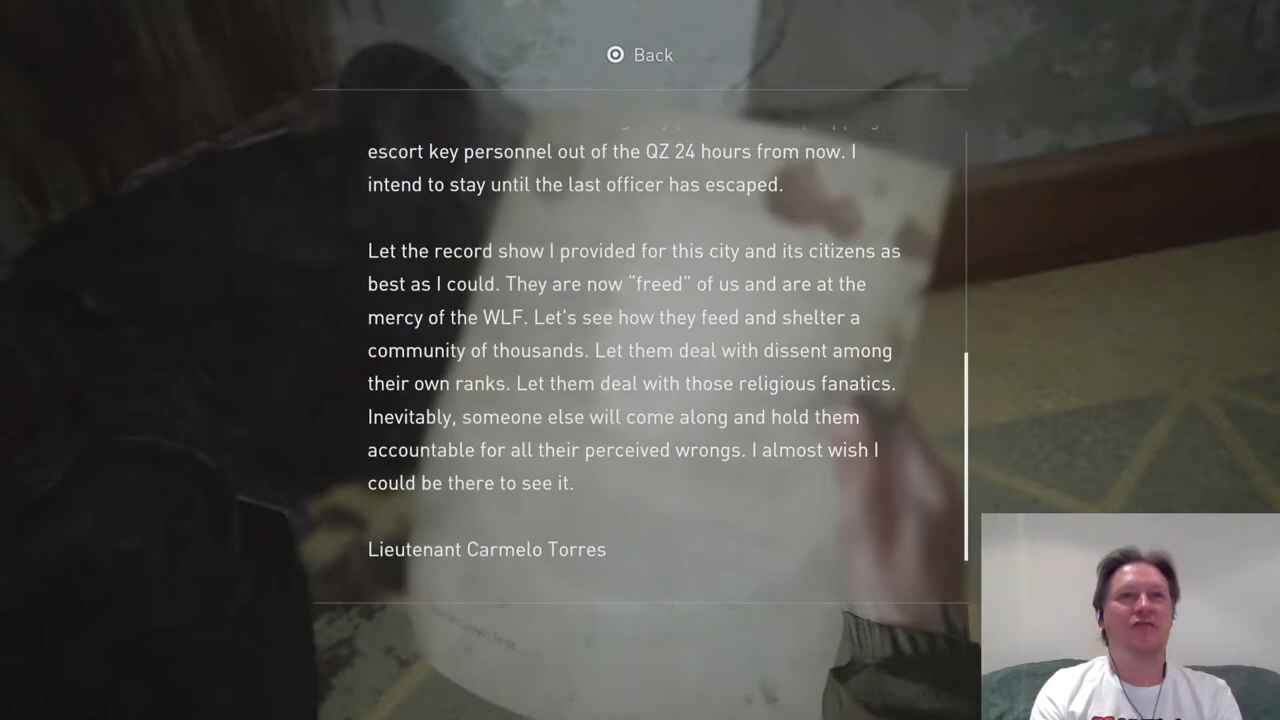 Back
escort key personnel out of the QZ 24 hours from now. I
intend to stay until the last officer has escaped.
Let the record show I provided for this city and its citizens as
best as I could. They are now "freed" of us and are at the
mercy of the WLF. Let's see how they feed and shelter a
community of thousands. Let them deal with dissent among
their own ranks. Let them deal with those religious fanatics.
Inevitably, someone else will come along and hold them
accountable for all their perceived wrongs. I almost wish I
could be there to see it.
Lieutenant Carmelo Torres